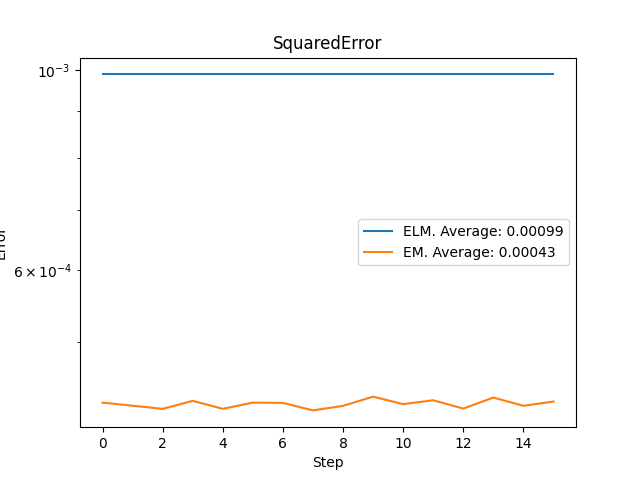 SquaredError
10⁻³
6 × 10⁻⁴
ELM. Average: 0.00099
EM. Average: 0.00043
0 2 4 6 8 10 12 14
Step